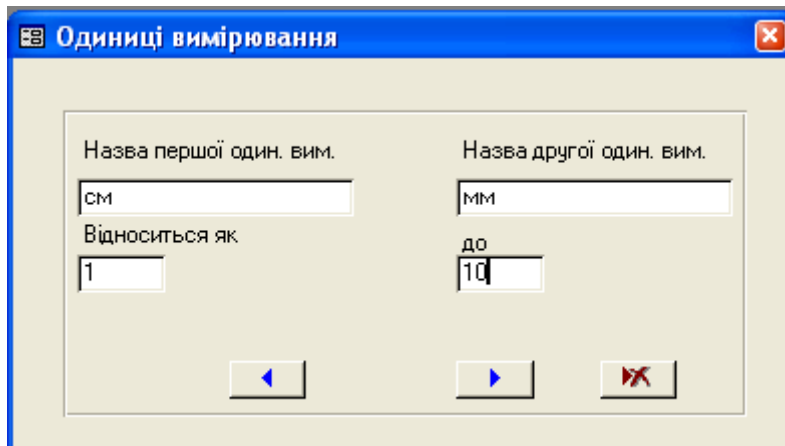 Одиниці вимірювання
Назва першої один. вим. Назва другої один. вим.
см мм
Відноситься як до
1 10